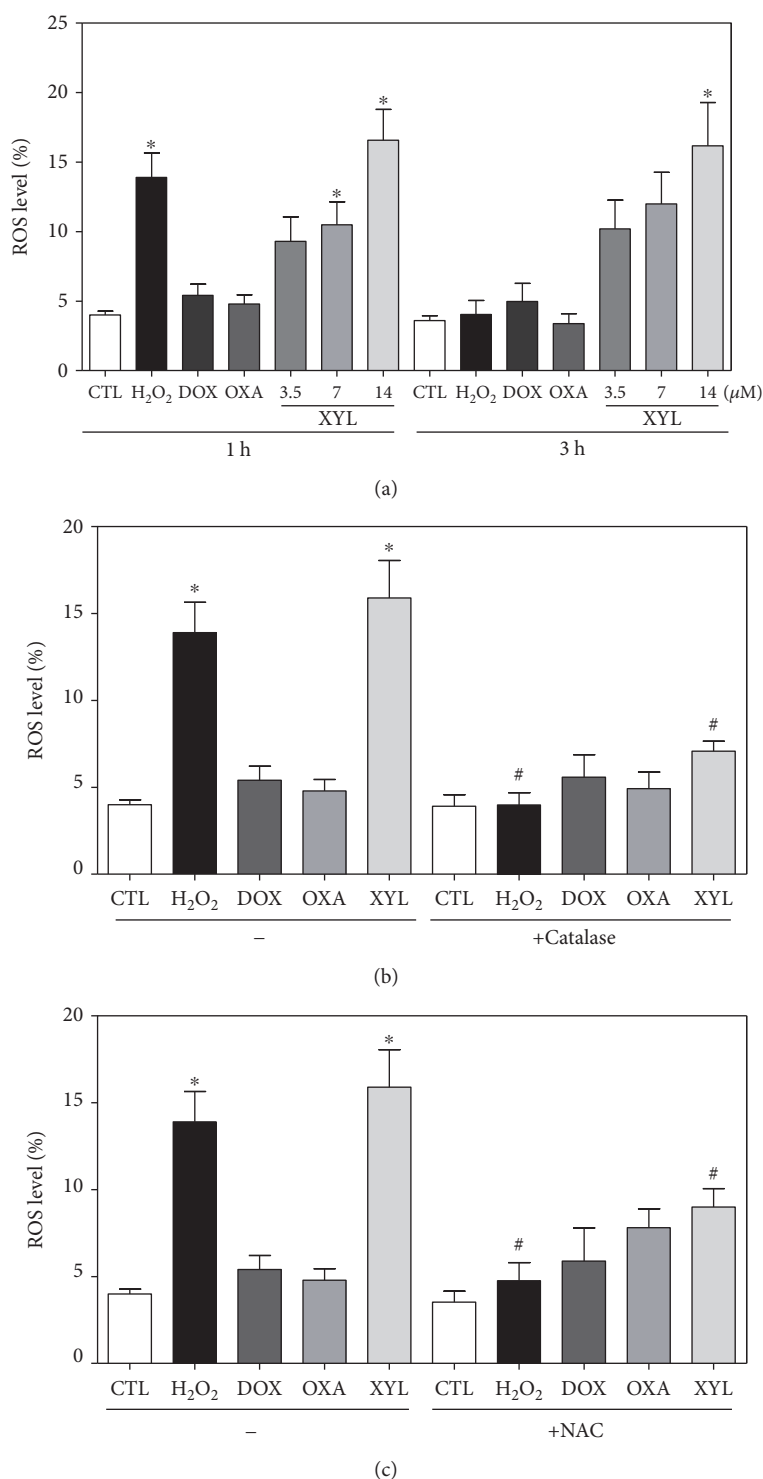 25
20
15
10
5
0
ROS level (%)
* * * *
CTL H₂O₂ DOX OXA 3.5 7 14 CTL H₂O₂ DOX OXA 3.5 7 14 (μM)
XYL XYL
1 h 3 h
(a)
20
15
10
5
0
ROS level (%)
* * # #
CTL H₂O₂ DOX OXA XYL CTL H₂O₂ DOX OXA XYL
– +Catalase
(b)
20
15
10
5
0
ROS level (%)
* * # #
CTL H₂O₂ DOX OXA XYL CTL H₂O₂ DOX OXA XYL
– +NAC
(c)